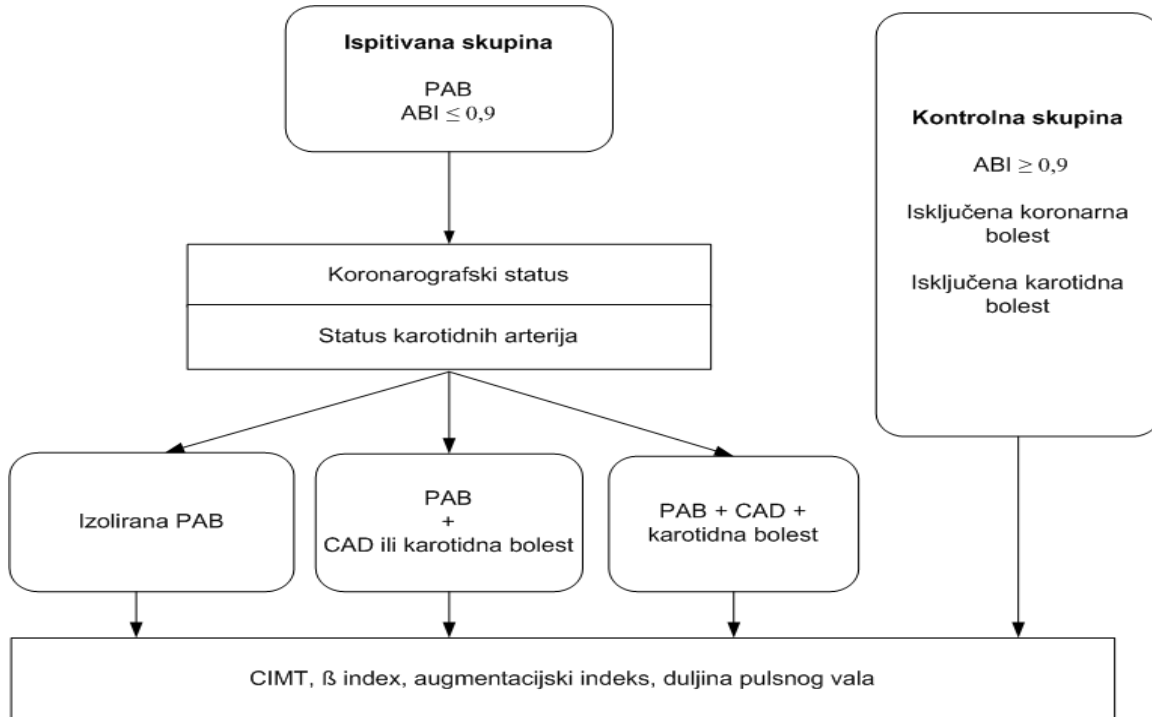 Ispitivana skupina
PAB
ABI ≤ 0,9
Kontrolna skupina
ABI ≥ 0,9
Isključena koronarna
bolest
Isključena karotidna
bolest
Koronarografski status
Status karotidnih arterija
Izolirana PAB
PAB
+
CAD ili karotidna bolest
PAB + CAD +
karotidna bolest
CIMT, ß index, augmentacijski indeks, duljina pulsnog vala